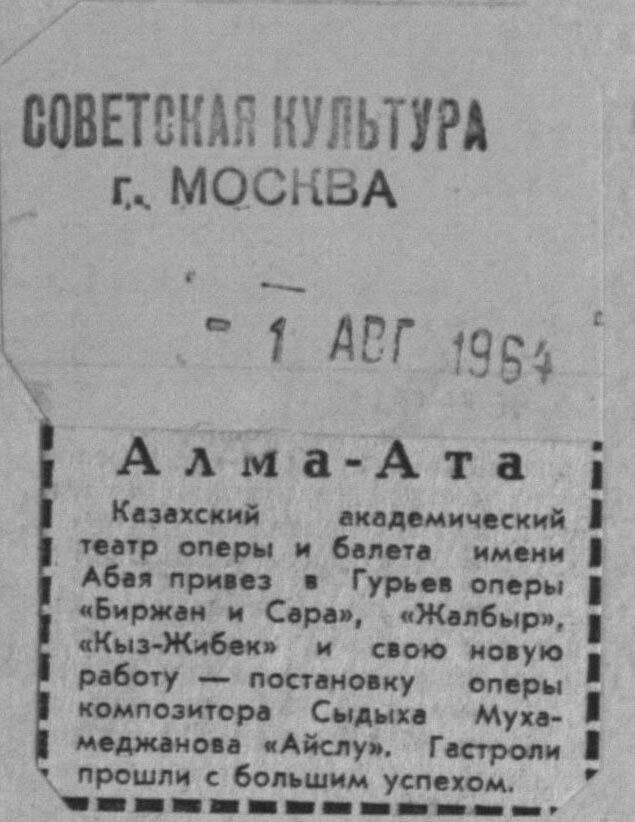 СОВЕТСКАЯ КУЛЬТУРА
г. МОСКВА
- 1 АВГ 1964
Алма-Ата
Казахский академический
театр оперы и балета имени
Абая привез в Гурьев оперы
«Биржан и Сара», «Жалбыр»,
«Кыз-Жибек» и свою новую
работу — постановку оперы
композитора Сыдыха Муха-
меджанова «Айслу». Гастроли
прошли с большим успехом.